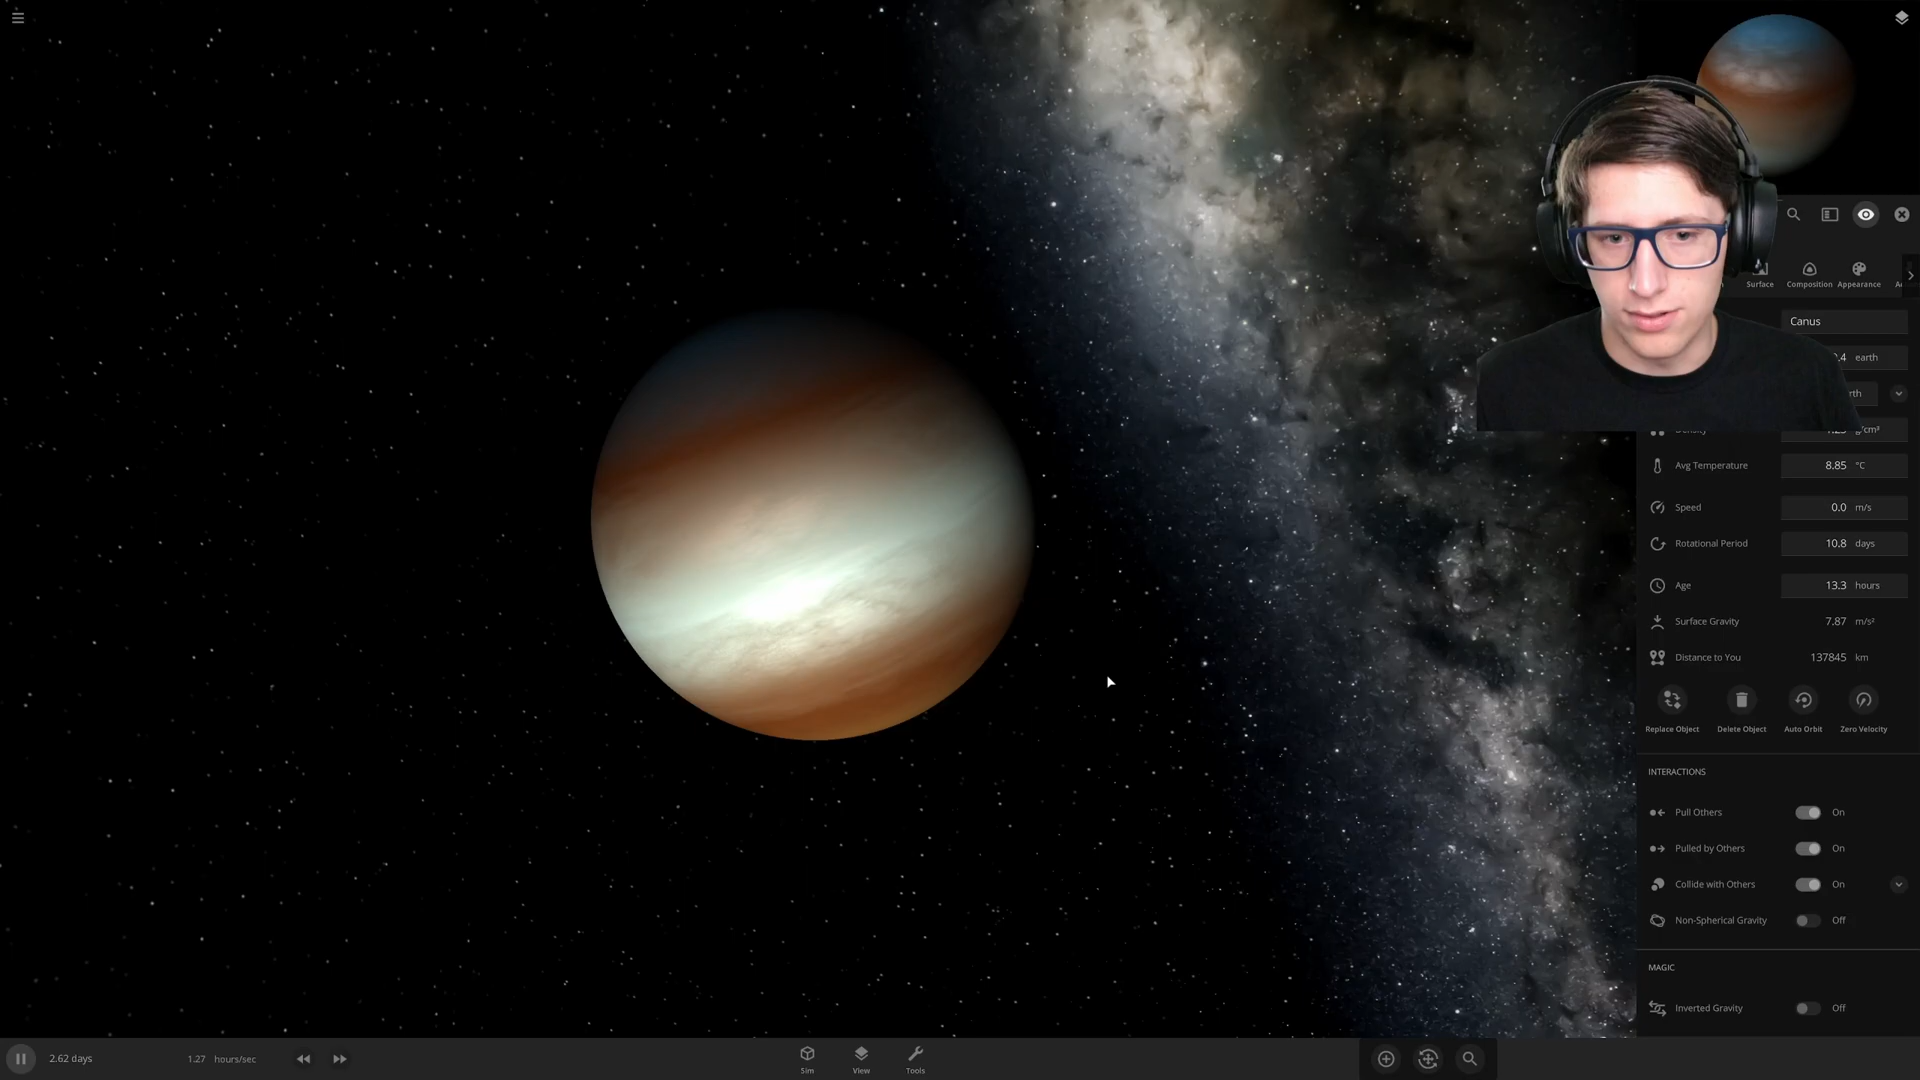 Surface Composition Appearance
Canus
.4 earth
rth
g/cm³
Avg Temperature 8.85 °C
Speed 0.0 m/s
Rotational Period 10.8 days
Age 13.3 hours
Surface Gravity 7.87 m/s²
Distance to You 137845 km
Replace Object Delete Object Auto Orbit Zero Velocity
INTERACTIONS
Pull Others On
Pulled by Others On
Collide with Others On
Non-Spherical Gravity Off
MAGIC
Inverted Gravity Off
2.62 days 1.27 hours/sec
Sim View Tools